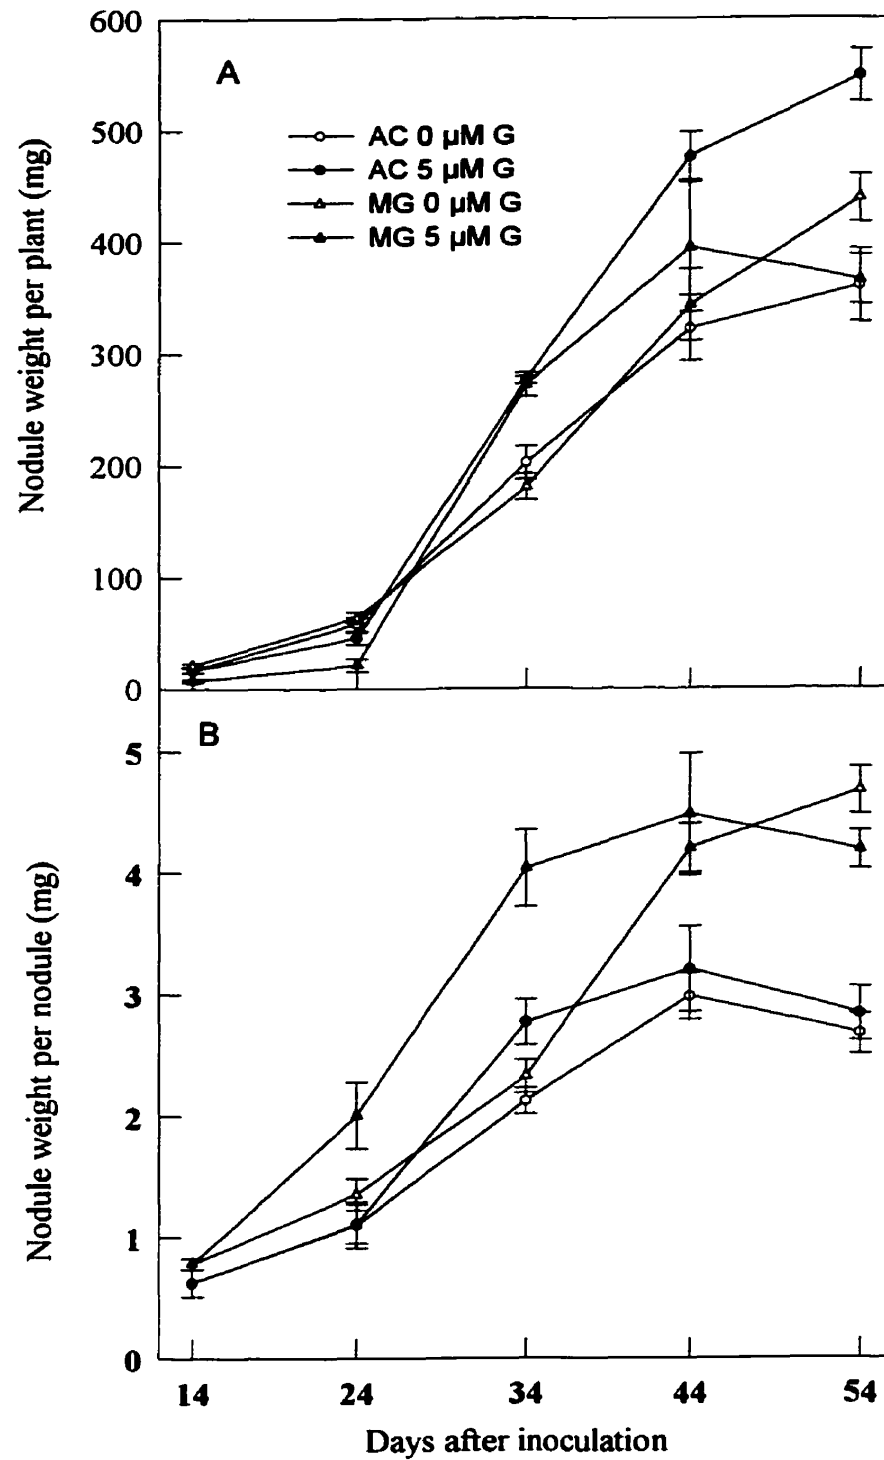 600
A
500
400
300
200
100
0
Nodule weight per plant (mg)
AC 0 µM G
AC 5 µM G
MG 0 µM G
MG 5 µM G
B
5
4
3
2
1
0
Nodule weight per nodule (mg)
14 24 34 44 54
Days after inoculation